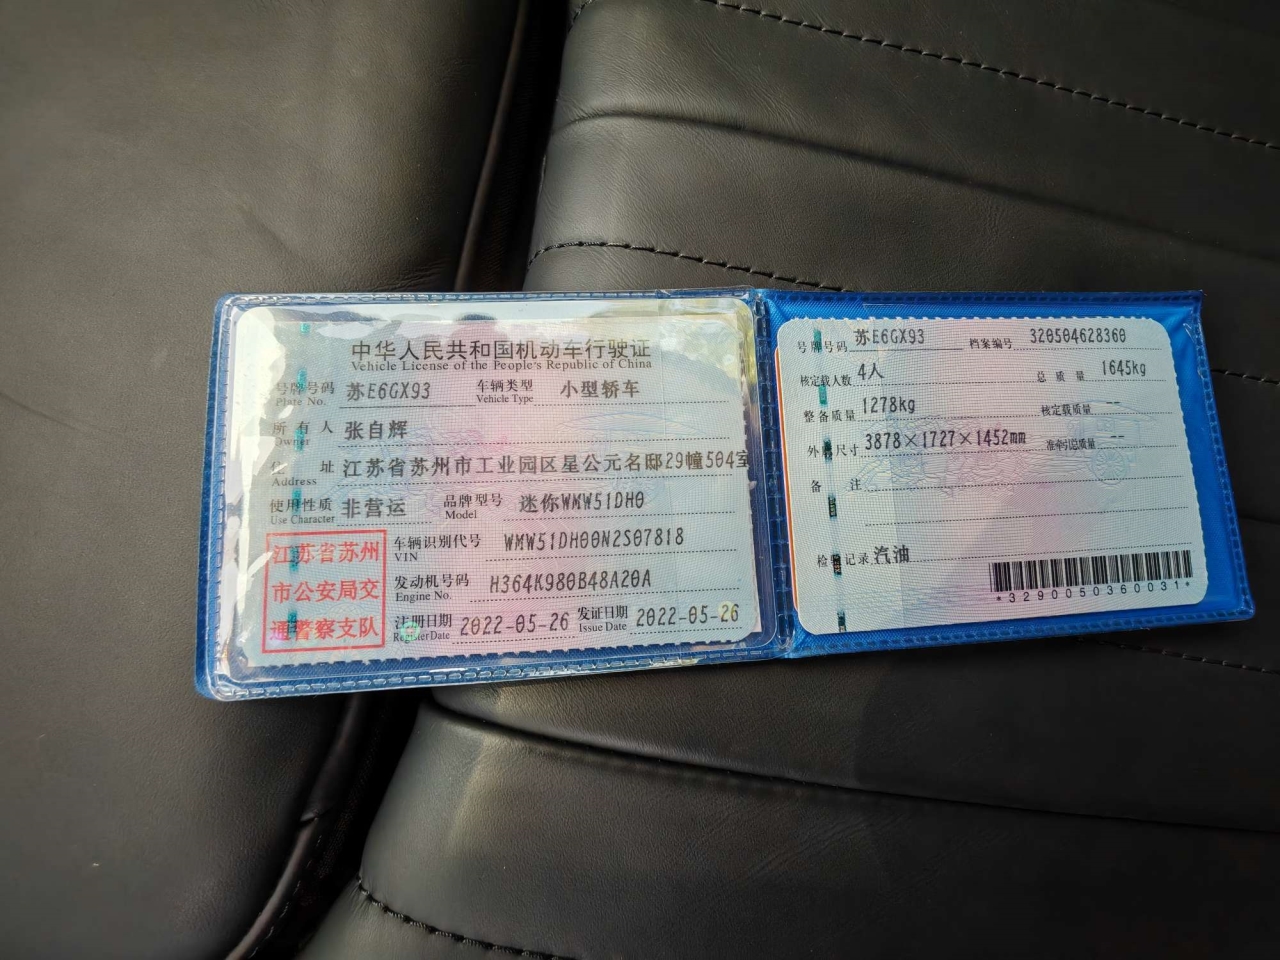 中华人民共和国机动车行驶证
Vehicle License of the People's Republic of China
号牌号码 苏E6GX93 车辆类型 小型轿车
Plate No. Vehicle Type
所有人 张自辉
Owner
住址 江苏省苏州市工业园区星公元名邸29幢504室
Address
使用性质 非营运 品牌型号 迷你WMW51DH0
Use Character Model
江苏省苏州
市公安局交
通警察支队
车辆识别代号 WMW51DH00N2S07818
VIN
发动机号码 H364K980B48A20A
Engine No.
注册日期 2022-05-26 发证日期 2022-05-26
Register Date Issue Date
号牌号码 苏E6GX93 档案编号 320504628360
核定载人数 4人 总质量 1645kg
整备质量 1278kg 核定载质量 --
外廓尺寸 3878×1727×1452mm 准牵引总质量 --
备注
检验记录 汽油
*3290050360031*